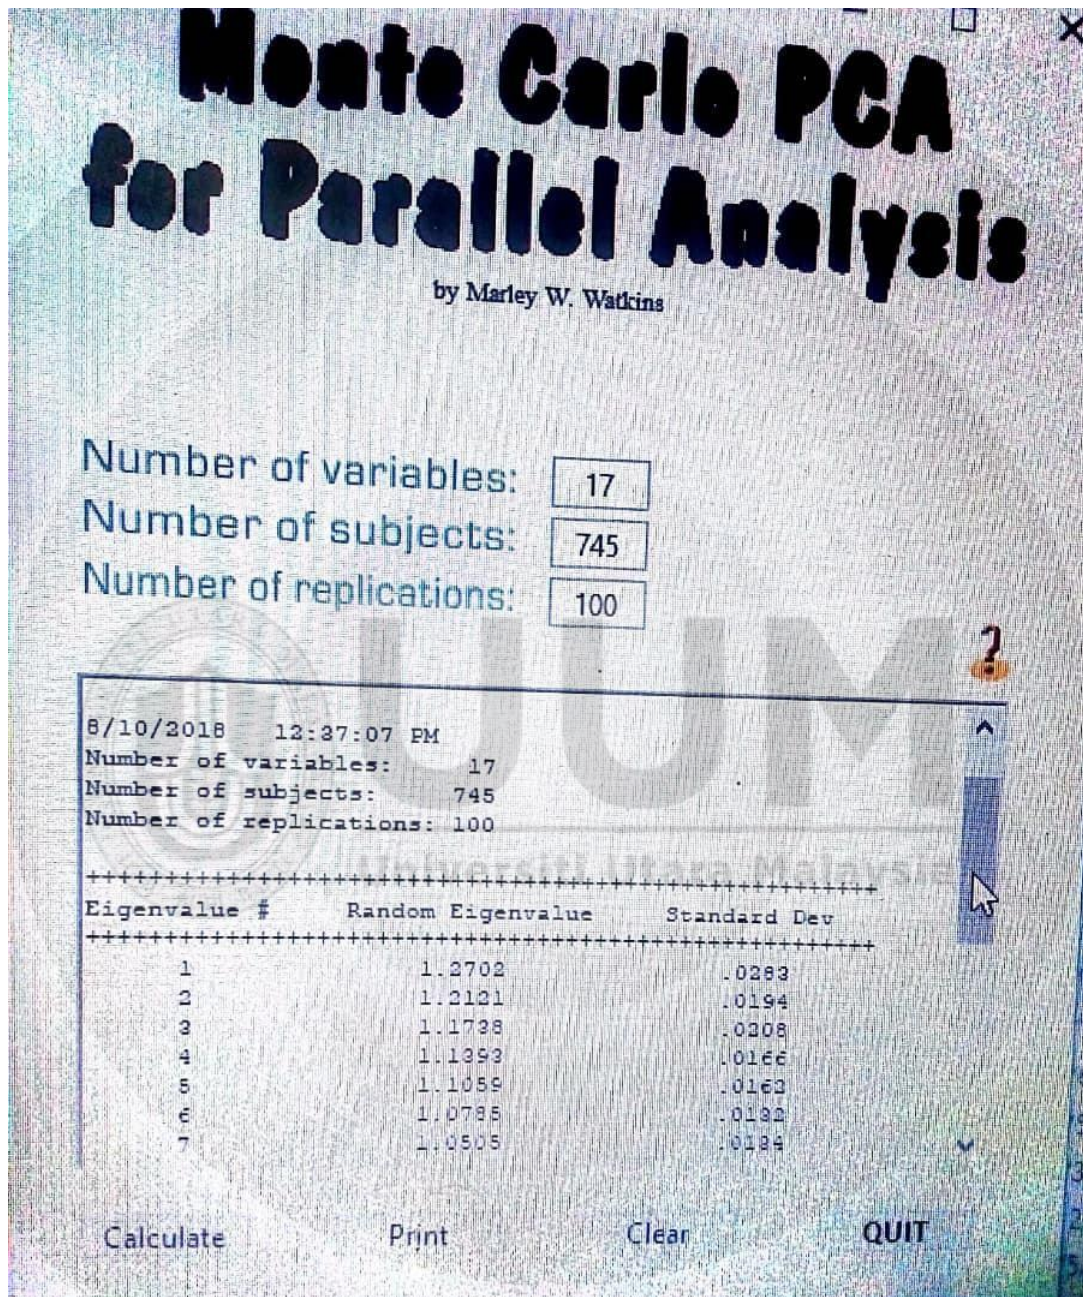 Monte Carlo PCA
for Parallel Analysis
by Marley W. Watkins
Number of variables: 17
Number of subjects: 745
Number of replications: 100
?
UUM
Universiti Utara Malaysia
8/10/2018 12:37:07 PM
Number of variables: 17
Number of subjects: 745
Number of replications: 100
++++++++++++++++++++++++++++++++++++++++++++++++++++++++++++
Eigenvalue # Random Eigenvalue Standard Dev
++++++++++++++++++++++++++++++++++++++++++++++++++++++++++++
1 1.2702
2 1.2121 .0194
3 1.1738 .0208
4 1.1393 .0166
5 1.1059 .0163
6 1.0785
7 1.0505
Calculate Print Clear QUIT